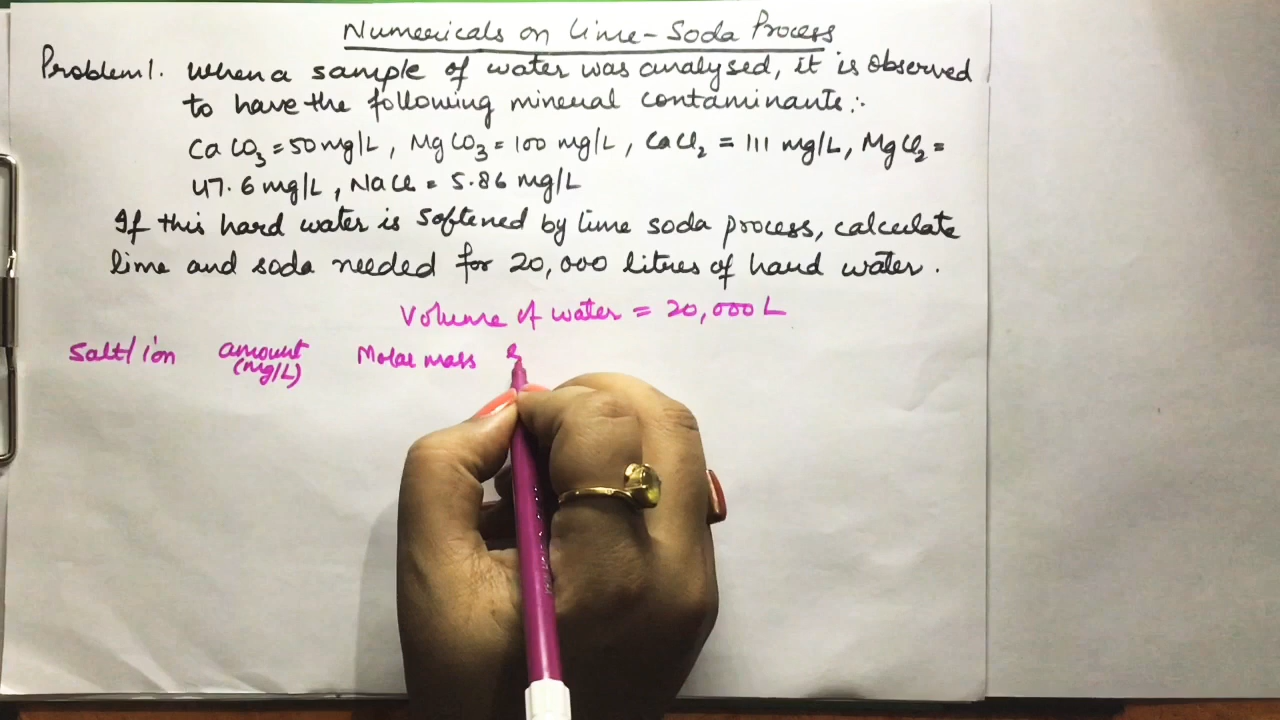 Numericals on Lime-Soda Process
Problem 1. When a sample of water was analysed, it is observed
to have the following mineral contaminants:-
CaCO₃ = 50 mg/L, MgCO₃ = 100 mg/L, CaCl₂ = 111 mg/L, MgCl₂ =
47.6 mg/L, NaCl = 5.86 mg/L
If this hard water is softened by lime soda process, calculate
lime and soda needed for 20,000 litres of hard water.
Volume of water = 20,000 L
Salt/ion amount (mg/L) Molar mass